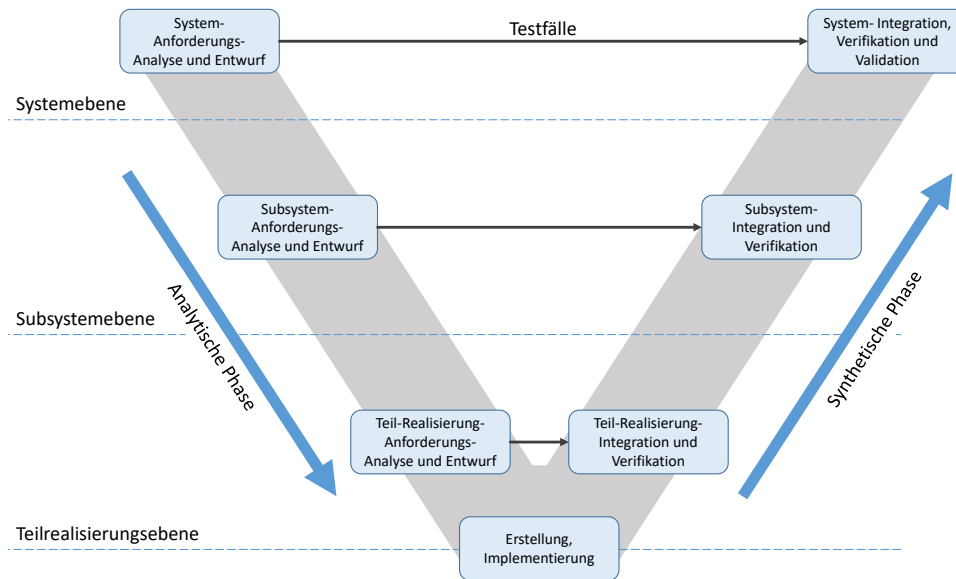 System-
Anforderungs-
Analyse und Entwurf
Testfälle
System- Integration,
Verifikation und
Validation
Systemebene
Subsystem-
Anforderungs-
Analyse und Entwurf
Subsystem-
Integration und
Verifikation
Analytische Phase
Synthetische Phase
Subsystemebene
Teil-Realisierung-
Anforderungs-
Analyse und Entwurf
Teil-Realisierung-
Integration und
Verifikation
Teilrealisierungsebene
Erstellung,
Implementierung